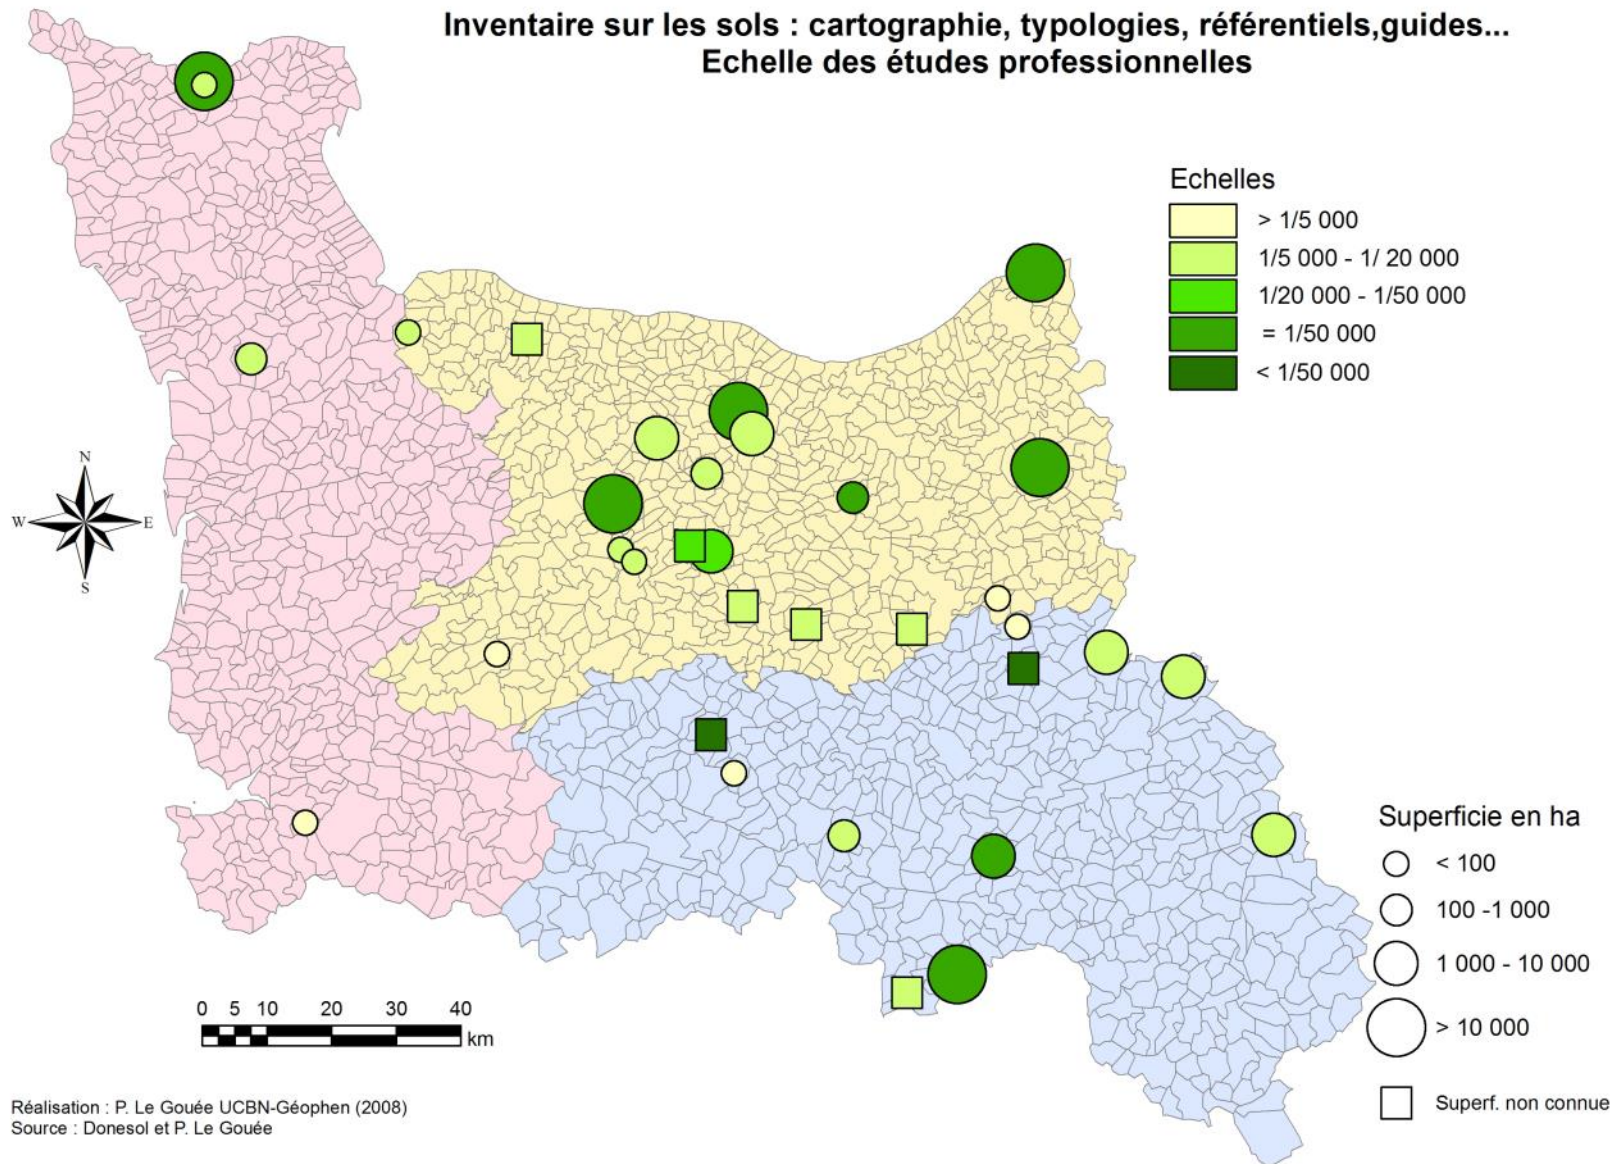 Inventaire sur les sols : cartographie, typologies, référentiels,guides...
Echelle des études professionnelles
Echelles
> 1/5 000
1/5 000 - 1/ 20 000
1/20 000 - 1/50 000
= 1/50 000
< 1/50 000
N
W
E
S
Superficie en ha
< 100
100 -1 000
1 000 - 10 000
> 10 000
Superf. non connue
0 5 10 20 30 40
km
Réalisation : P. Le Gouée UCBN-Géophen (2008)
Source : Donesol et P. Le Gouée